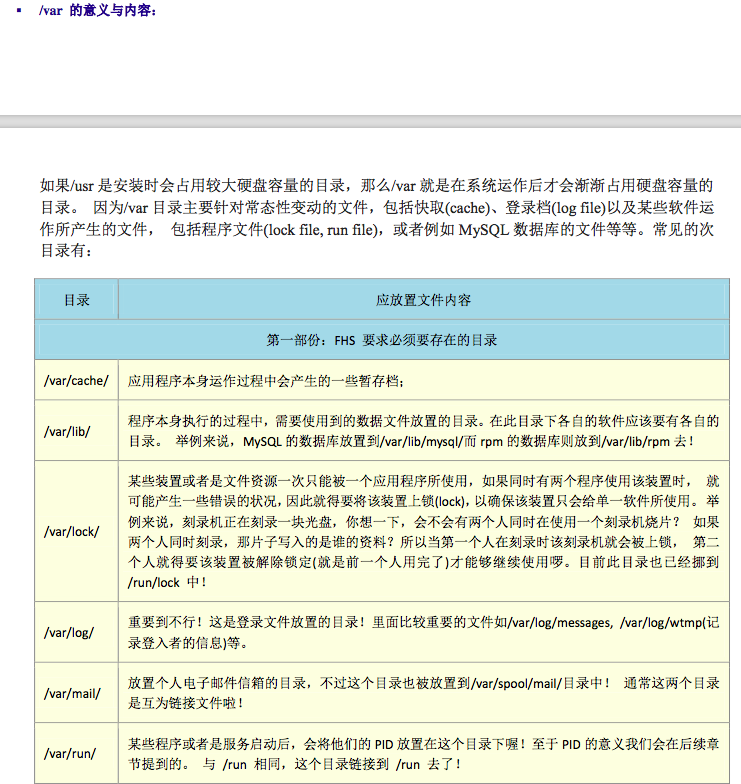 ▪ /var 的意义与内容：
如果/usr 是安装时会占用较大硬盘容量的目录，那么/var 就是在系统运作后才会渐渐占用硬盘容量的
目录。 因为/var 目录主要针对常态性变动的文件，包括快取(cache)、登录档(log file)以及某些软件运
作所产生的文件， 包括程序文件(lock file, run file)，或者例如 MySQL 数据库的文件等等。常见的次
目录有：
目录 应放置文件内容
第一部份：FHS 要求必须要存在的目录
/var/cache/ 应用程序本身运作过程中会产生的一些暂存档；
/var/lib/
程序本身执行的过程中，需要使用到的数据文件放置的目录。在此目录下各自的软件应该要有各自的
目录。 举例来说，MySQL 的数据库放置到/var/lib/mysql/而 rpm 的数据库则放到/var/lib/rpm 去！
/var/lock/
某些装置或者是文件资源一次只能被一个应用程序所使用，如果同时有两个程序使用该装置时， 就
可能产生一些错误的状况，因此就得要将该装置上锁(lock)，以确保该装置只会给单一软件所使用。 举
例来说，刻录机正在刻录一块光盘，你想一下，会不会有两个人同时在使用一个刻录机烧片？ 如果
两个人同时刻录，那片子写入的是谁的资料？所以当第一个人在刻录时该刻录机就会被上锁， 第二
个人就得要该装置被解除锁定(就是前一个人用完了)才能够继续使用啰。目前此目录也已经挪到
/run/lock 中！
/var/log/
重要到不行！这是登录文件放置的目录！里面比较重要的文件如/var/log/messages, /var/log/wtmp(记
录登入者的信息)等。
/var/mail/
放置个人电子邮件信箱的目录，不过这个目录也被放置到/var/spool/mail/目录中！ 通常这两个目录
是互为链接文件啦！
/var/run/
某些程序或者是服务启动后，会将他们的 PID 放置在这个目录下喔！至于 PID 的意义我们会在后续章
节提到的。 与 /run 相同，这个目录链接到 /run 去了！